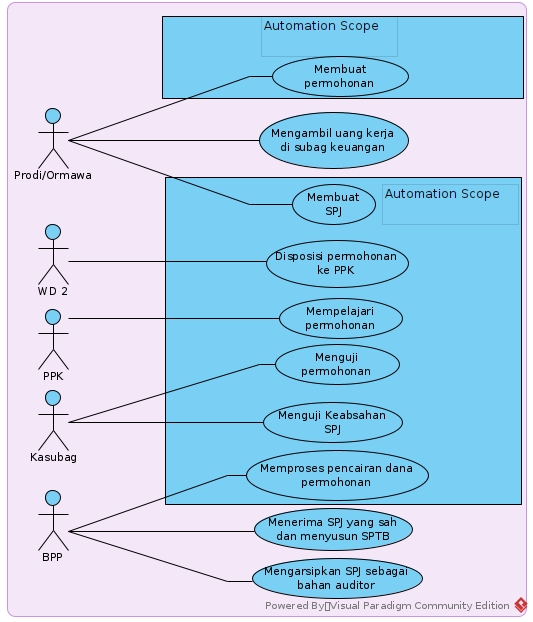 Automation Scope
Membuat
permohonan
Mengambil uang kerja
di subag keuangan
Prodi/Ormawa
Membuat
SPJ
Automation Scope
Disposisi permohonan
ke PPK
WD 2
Mempelajari
permohonan
PPK
Menguji
permohonan
Menguji Keabsahan
SPJ
Kasubag
Memproses pencairan dana
permohonan
Menerima SPJ yang sah
dan menyusun SPTB
BPP
Mengarsipkan SPJ sebagai
bahan auditor
Powered By▯Visual Paradigm Community Edition